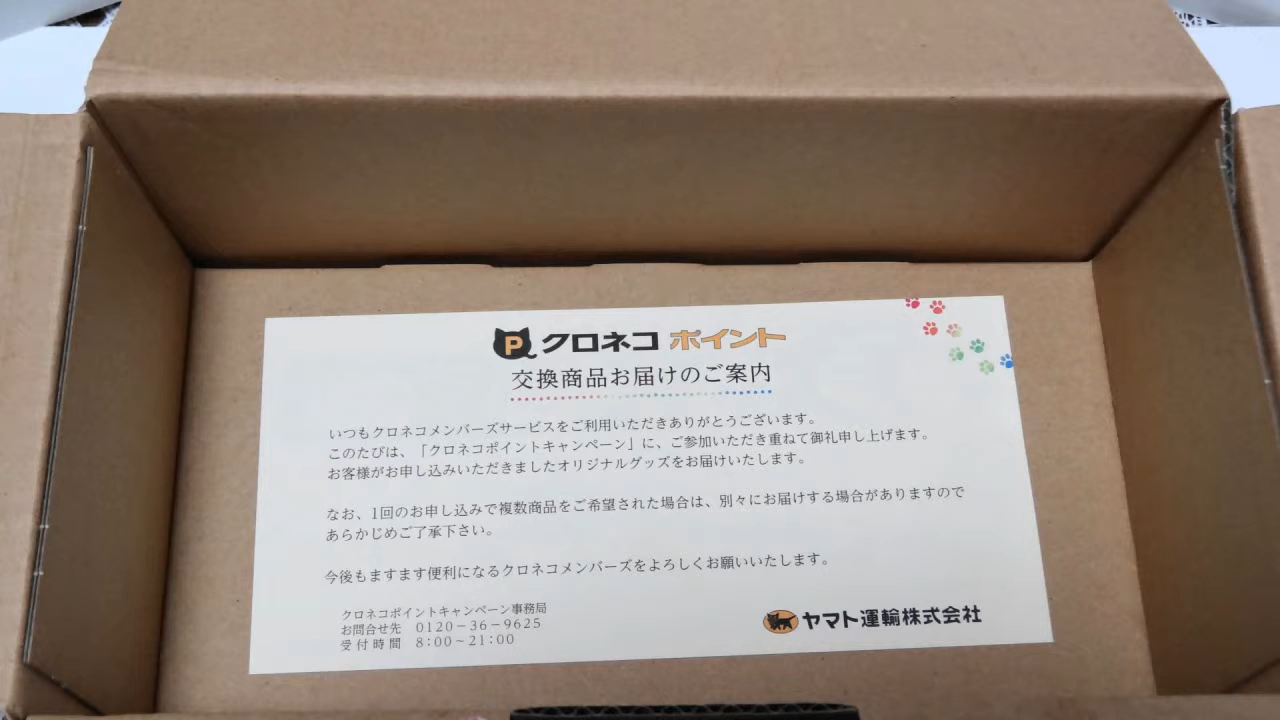 P クロネコ ポイント
交換商品お届けのご案内
いつもクロネコメンバーズサービスをご利用いただきありがとうございます。
このたびは、「クロネコポイントキャンペーン」に、ご参加いただき重ねて御礼申し上げます。
お客様がお申し込みいただきましたオリジナルグッズをお届けいたします。
なお、1回のお申し込みで複数商品をご希望された場合は、別々にお届けする場合がありますので
あらかじめご了承下さい。
今後もますます便利になるクロネコメンバーズをよろしくお願いいたします。
クロネコポイントキャンペーン事務局
お問合せ先 0120-36-9625
受付時間 8:00～21:00
ヤマト運輸株式会社